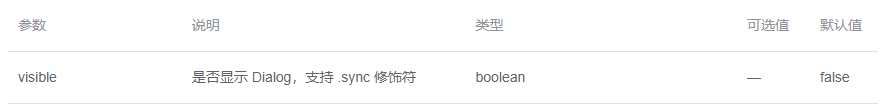 参数 说明 类型 可选值 默认值
visible 是否显示 Dialog，支持 .sync 修饰符 boolean — false